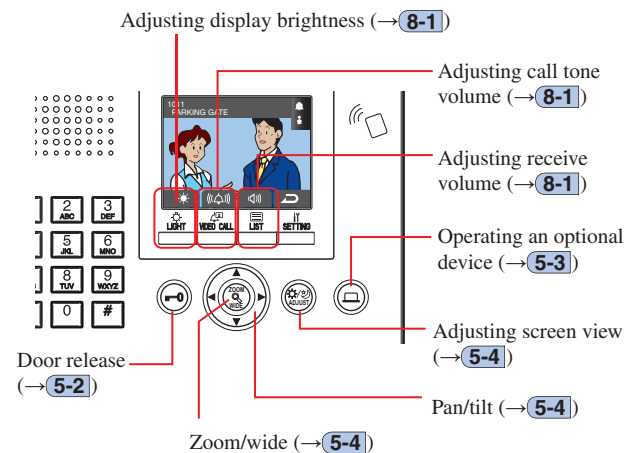 Adjusting display brightness (→8-1)
Adjusting call tone
volume (→8-1)
1011
PARKING GATE
Adjusting receive
volume (→8-1)
LIGHT
VIDEO CALL
LIST
SETTING
2
ABC
3
DEF
5
JKL
6
MNO
8
TUV
9
WXYZ
0
#
Operating an optional
device (→5-3)
ZOOM
WIDE
ADJUST
Adjusting screen view
(→5-4)
Door release
(→5-2)
Pan/tilt (→5-4)
Zoom/wide (→5-4)